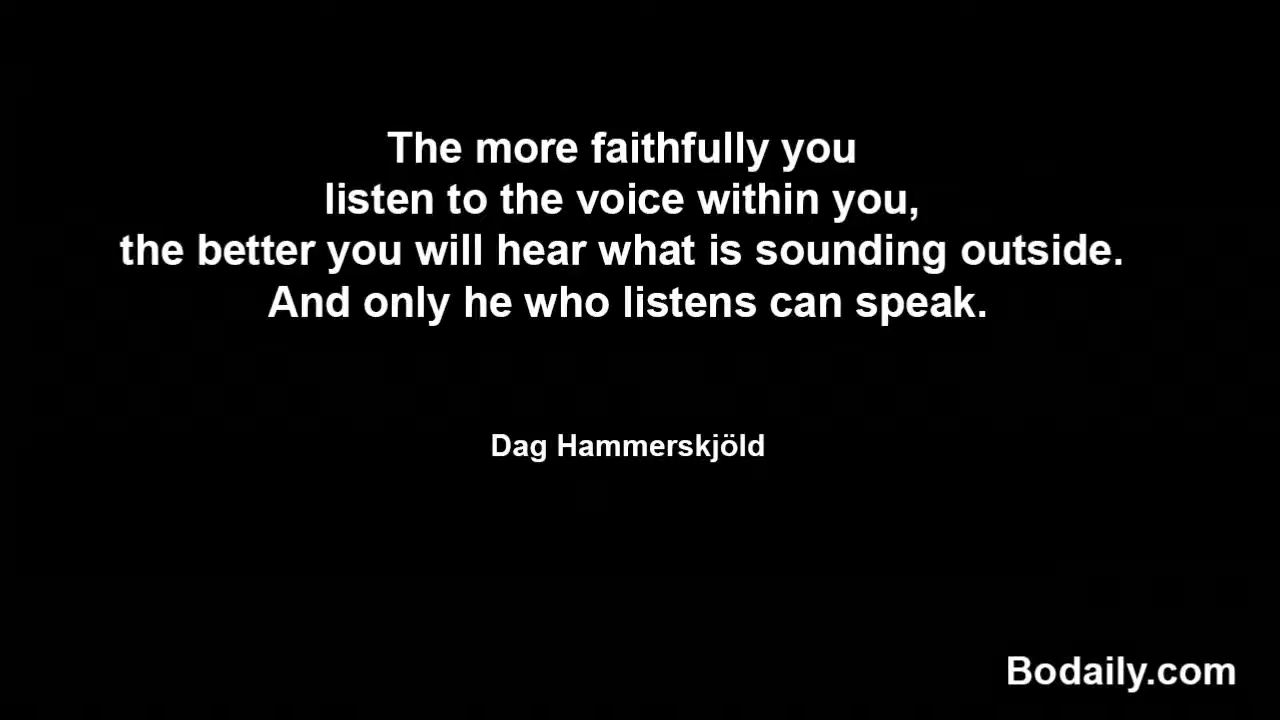 The more faithfully you
listen to the voice within you,
the better you will hear what is sounding outside.
And only he who listens can speak.
Dag Hammerskjöld
Bodaily.com